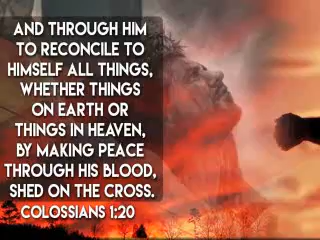 AND THROUGH HIM
TO RECONCILE TO
HIMSELF ALL THINGS,
WHETHER THINGS
ON EARTH OR
THINGS IN HEAVEN,
BY MAKING PEACE
THROUGH HIS BLOOD,
SHED ON THE CROSS.
COLOSSIANS 1:20